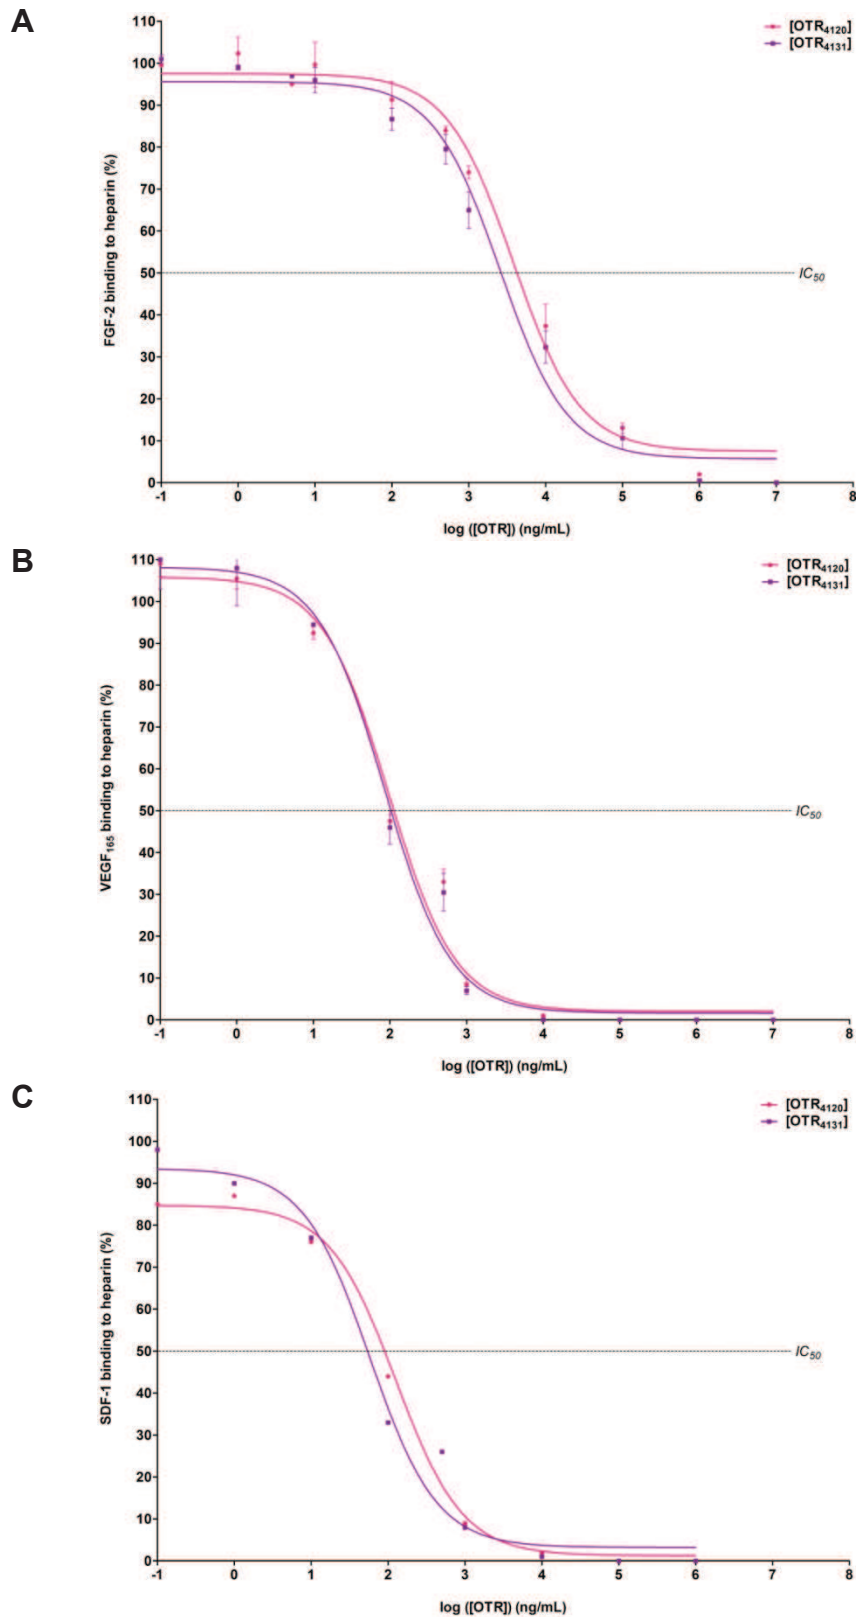 A
[OTR4120]
[OTR4131]
FGF-2 binding to heparin (%)
110
100
90
80
70
60
50
40
30
20
10
0
IC50
-1 0 1 2 3 4 5 6 7 8
log ([OTR]) (ng/mL)
B
[OTR4120]
[OTR4131]
VEGF165 binding to heparin (%)
110
100
90
80
70
60
50
40
30
20
10
0
IC50
-1 0 1 2 3 4 5 6 7 8
log ([OTR]) (ng/mL)
C
[OTR4120]
[OTR4131]
SDF-1 binding to heparin (%)
110
100
90
80
70
60
50
40
30
20
10
0
IC50
-1 0 1 2 3 4 5 6 7 8
log ([OTR]) (ng/mL)